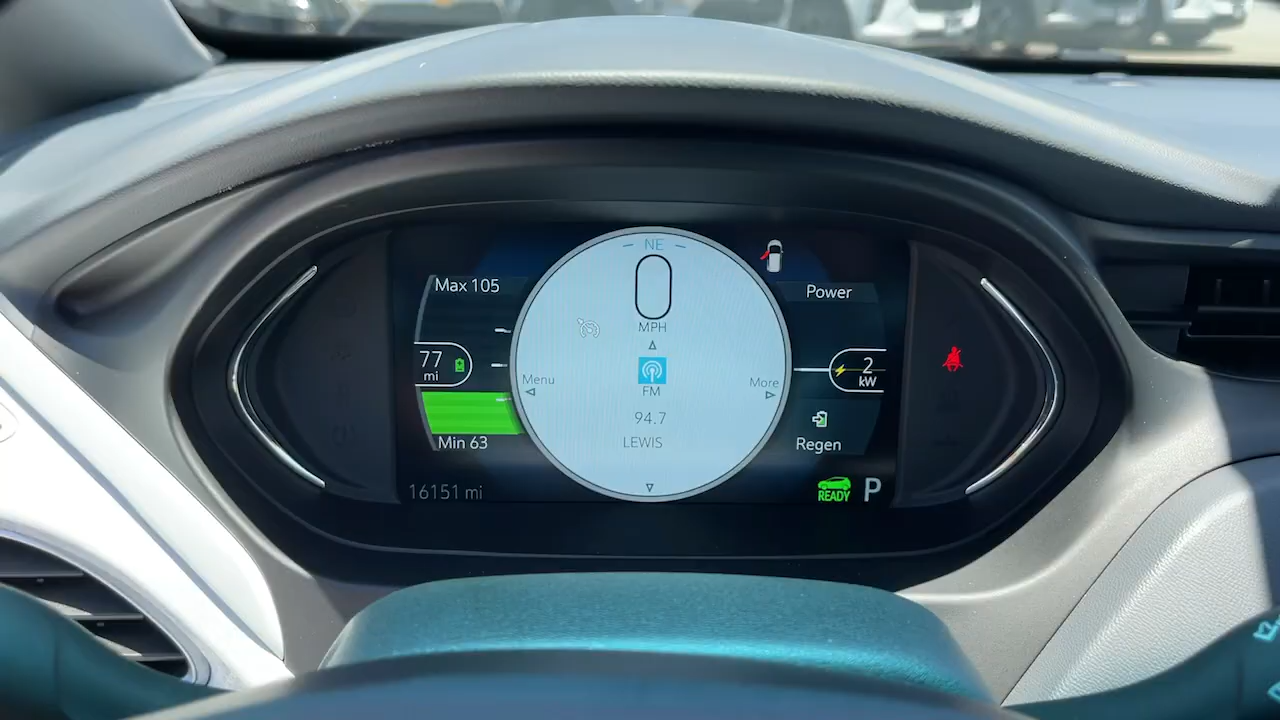 NE
0
MPH
Max 105
77
mi
Min 63
16151 mi
Menu
FM
94.7
LEWIS
More
Power
2
kW
Regen
READY
P